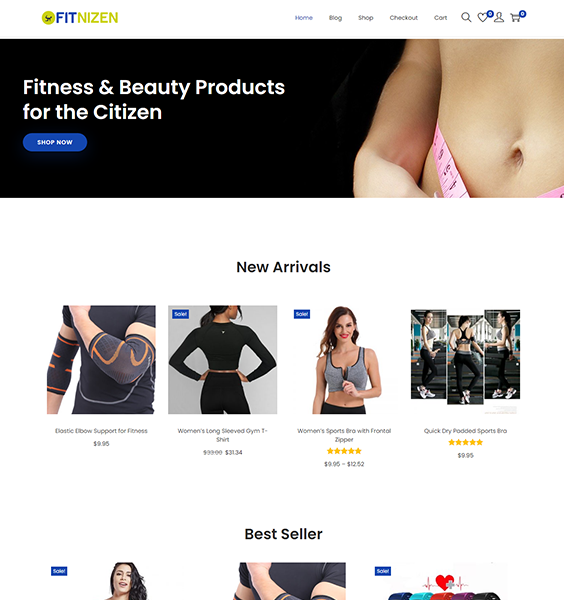 FITNIZEN
Home Blog Shop Checkout Cart 0 0
Fitness & Beauty Products
for the Citizen
SHOP NOW
New Arrivals
Sale!
Sale!
Elastic Elbow Support for Fitness
$9.95
Women's Long Sleeved Gym T-
Shirt
$33.99 $31.34
Women's Sports Bra with Frontal
Zipper
$9.95 – $12.52
Quick Dry Padded Sports Bra
$9.95
Best Seller
Sale!
Sale!